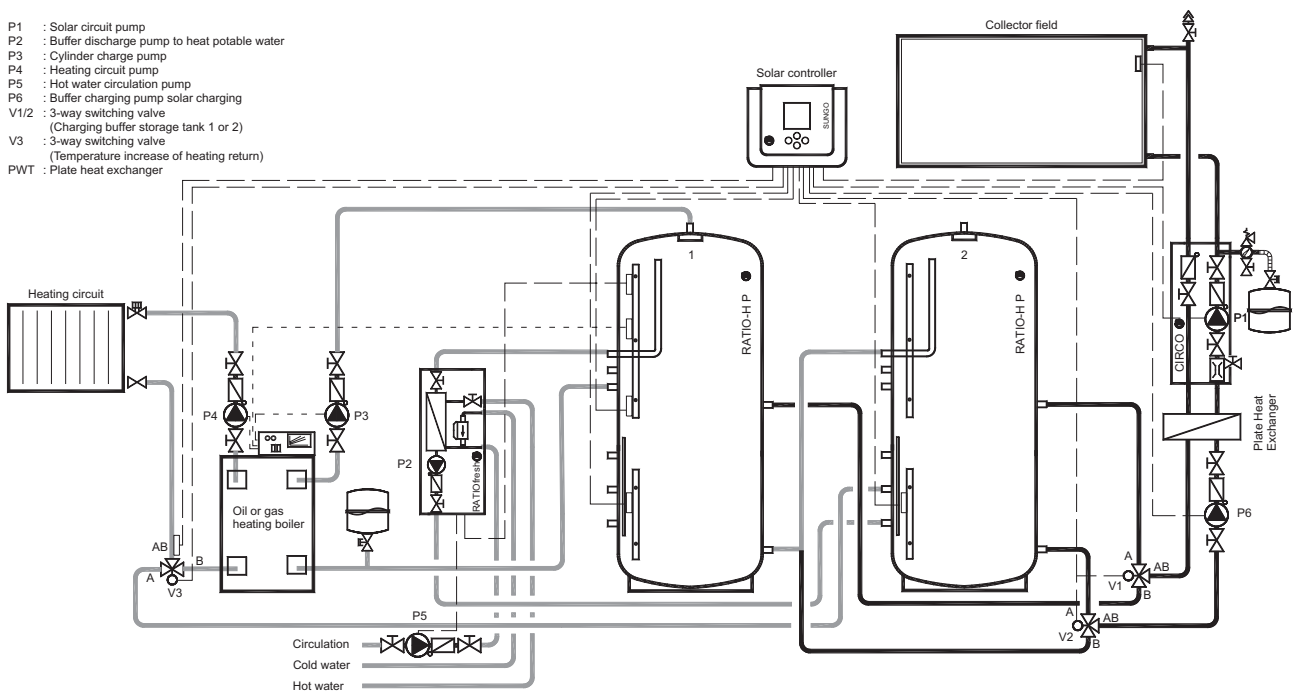 P1 : Solar circuit pump
P2 : Buffer discharge pump to heat potable water
P3 : Cylinder charge pump
P4 : Heating circuit pump
P5 : Hot water circulation pump
P6 : Buffer charging pump solar charging
V1/2 : 3-way switching valve
(Charging buffer storage tank 1 or 2)
V3 : 3-way switching valve
(Temperature increase of heating return)
PWT : Plate heat exchanger
Collector field
Solar controller
SUNGO
1
2
RATIO-H P
RATIO-H P
Heating circuit
CIRCO
P1
P4
P3
Plate Heat
Exchanger
P2
RATIOfresh
Oil or gas
heating boiler
P6
AB
A
B
V3
A
AB
V1
B
A
AB
V2
B
P5
Circulation
Cold water
Hot water